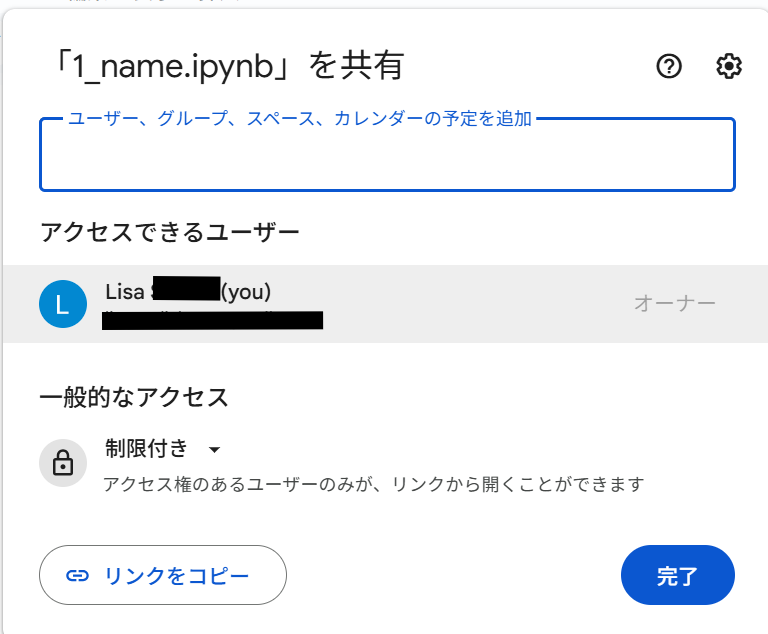 「1_name.ipynb」を共有
ユーザー、グループ、スペース、カレンダーの予定を追加
アクセスできるユーザー
L
Lisa (you)
オーナー
一般的なアクセス
制限付き
アクセス権のあるユーザーのみが、リンクから開くことができます
リンクをコピー
完了